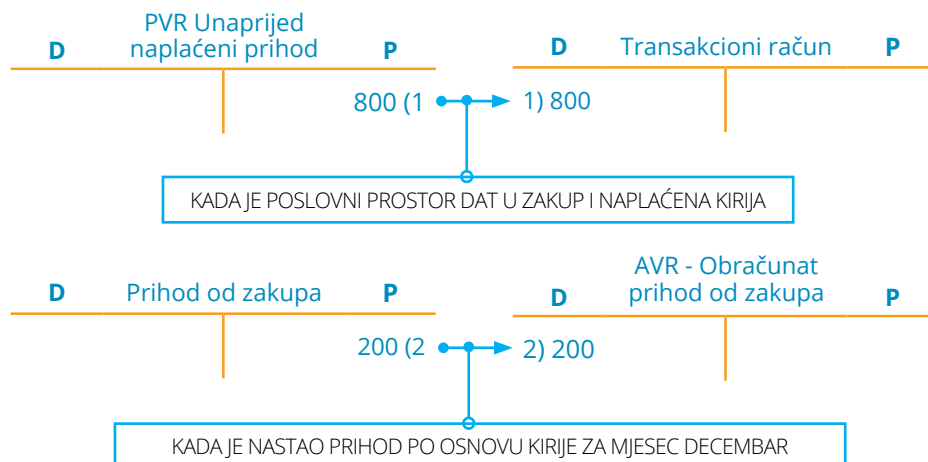 PVR Unaprijed
D naplaćeni prihod P
D Transakcioni račun P
800 (1 1) 800
KADA JE POSLOVNI PROSTOR DAT U ZAKUP I NAPLAĆENA KIRIJA
D Prihod od zakupa P
AVR - Obračunat
D prihod od zakupa P
200 (2 2) 200
KADA JE NASTAO PRIHOD PO OSNOVU KIRIJE ZA MJESEC DECEMBAR